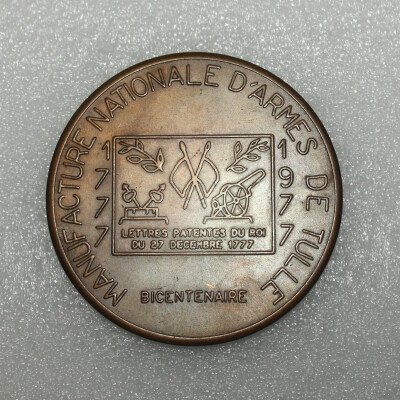 MANUFACTURE NATIONALE D'ARMES DE TULLE
1777
1977
LETTRES PATENTES DU ROI
DU 27 DECEMBRE 1777
BICENTENAIRE